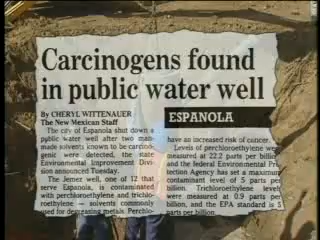 Carcinogens found
in public water well
By CHERYL WITTENAUER
The New Mexican Staff
The city of Espanola shut down a
public water well after two man-
made solvents known to be carcino-
genic were detected, the state
Environmental Improvement Divi-
sion announced Tuesday.
The Jemez well, one of 12 that
serve Espanola, is contaminated
with perchloroethylene and trichlo-
roethylene — solvents commonly
used for degreasing metals. Perchlo-
ESPANOLA
have an increased risk of cancer.
Levels of perchloroethylene were
measured at 22.2 parts per billion
and the Environmental Pro
tection Agency has set a maximum
contaminant level of 5 parts per
billion. Trichloroethylene levels
were measured at 0.9 parts per
billion, and the EPA standard is 5
parts per billion.